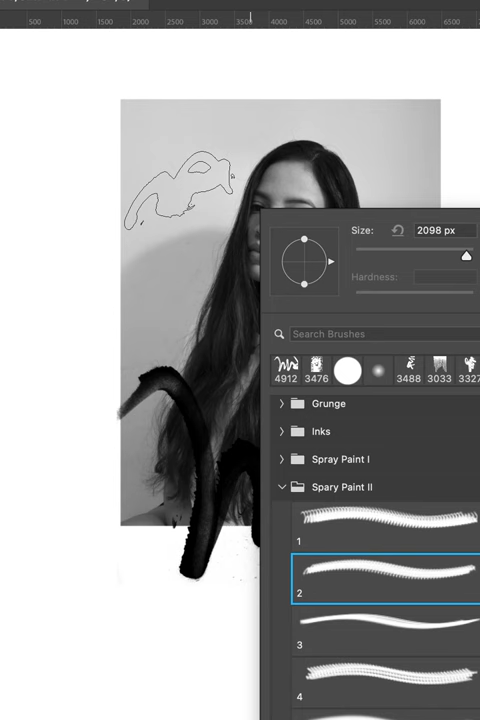 500 1000 1500 2000 2500 3000 3500 4000 4500 5000 5500 6000 6500
Size: 2098 px
Hardness:
Search Brushes
4912 3476 3488 3033 3327
Grunge
Inks
Spray Paint I
Spary Paint II
1
2
3
4